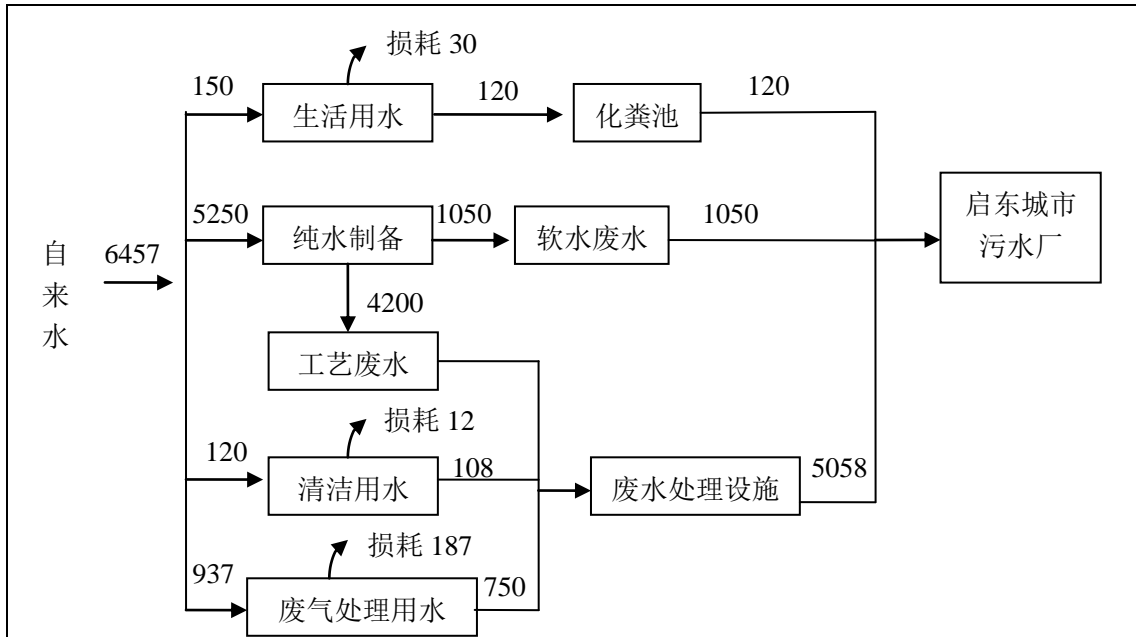 损耗 30
150
生活用水
120
化粪池
120
5250
纯水制备
1050
软水废水
1050
启东城市
污水厂
自
来
水
6457
4200
工艺废水
损耗 12
120
清洁用水
108
废水处理设施
5058
损耗 187
937
废气处理用水
750